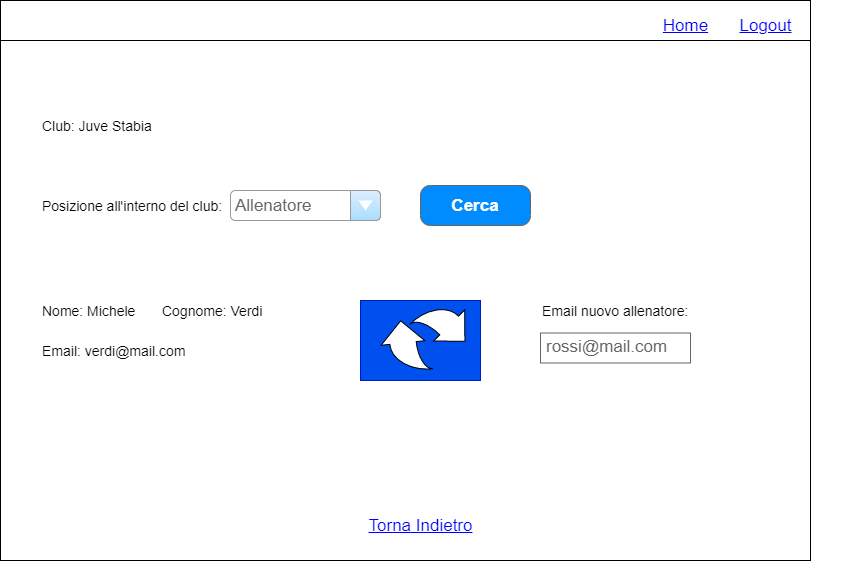 Home Logout
Club: Juve Stabia
Posizione all'interno del club: Allenatore Cerca
Nome: Michele Cognome: Verdi Email nuovo allenatore:
Email: verdi@mail.com rossi@mail.com
Torna Indietro